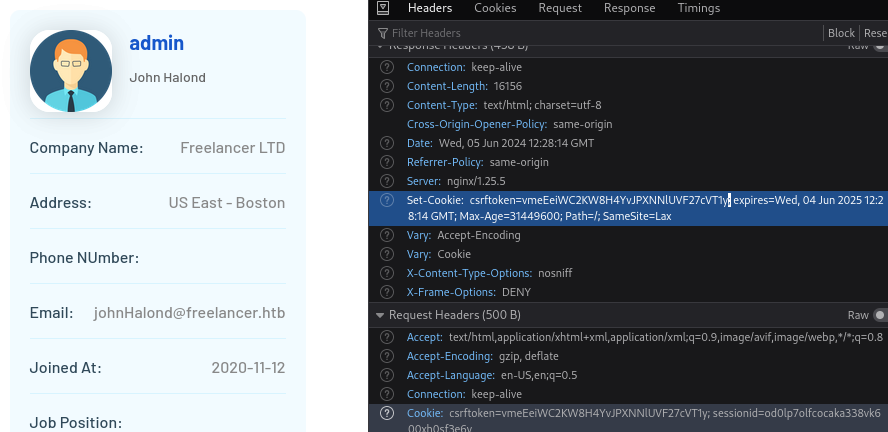 admin
John Halond
Company Name: Freelancer LTD
Address: US East - Boston
Phone NUmber:
Email: johnHalond@freelancer.htb
Joined At: 2020-11-12
Job Position:
Headers Cookies Request Response Timings
Filter Headers Block Rese
Response Headers (458 B) Raw
Connection: keep-alive
Content-Length: 16156
Content-Type: text/html; charset=utf-8
Cross-Origin-Opener-Policy: same-origin
Date: Wed, 05 Jun 2024 12:28:14 GMT
Referrer-Policy: same-origin
Server: nginx/1.25.5
Set-Cookie: csrftoken=vmeEeiWC2KW8H4YvJPXNNlUVF27cVT1y; expires=Wed, 04 Jun 2025 12:2
8:14 GMT; Max-Age=31449600; Path=/; SameSite=Lax
Vary: Accept-Encoding
Vary: Cookie
X-Content-Type-Options: nosniff
X-Frame-Options: DENY
Request Headers (500 B) Raw
Accept: text/html,application/xhtml+xml,application/xml;q=0.9,image/avif,image/webp,*/*;q=0.8
Accept-Encoding: gzip, deflate
Accept-Language: en-US,en;q=0.5
Connection: keep-alive
Cookie: csrftoken=vmeEeiWC2KW8H4YvJPXNNlUVF27cVT1y; sessionid=od0lp7olfcocaka338vk6